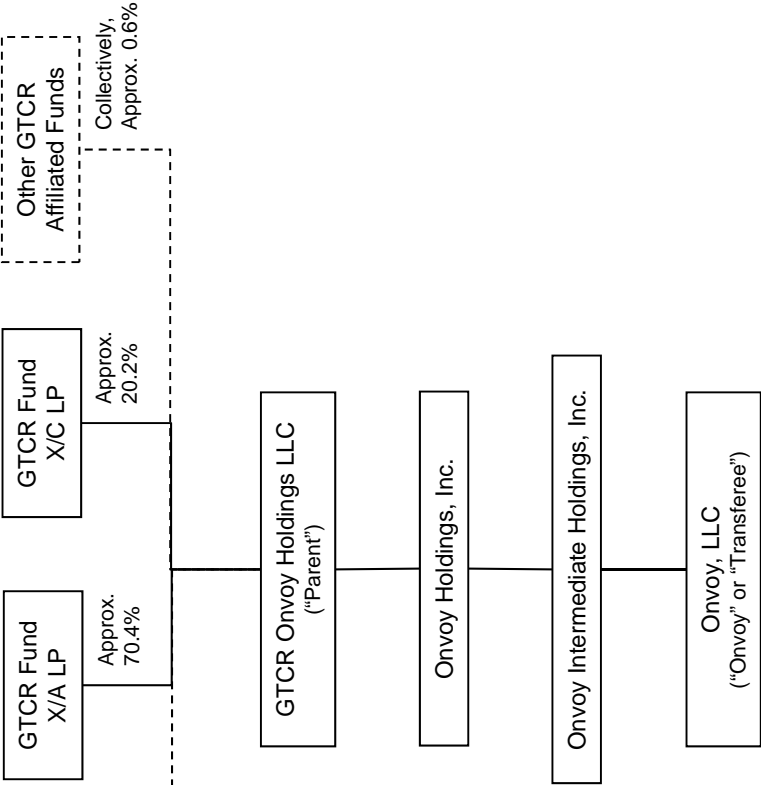 GTCR Fund
X/A LP
Approx.
70.4%
GTCR Fund
X/C LP
Approx.
20.2%
Other GTCR
Affiliated Funds
Collectively,
Approx. 0.6%
GTCR Onvoy Holdings LLC
(“Parent”)
Onvoy Holdings, Inc.
Onvoy Intermediate Holdings, Inc.
Onvoy, LLC
(“Onvoy” or “Transferee”)